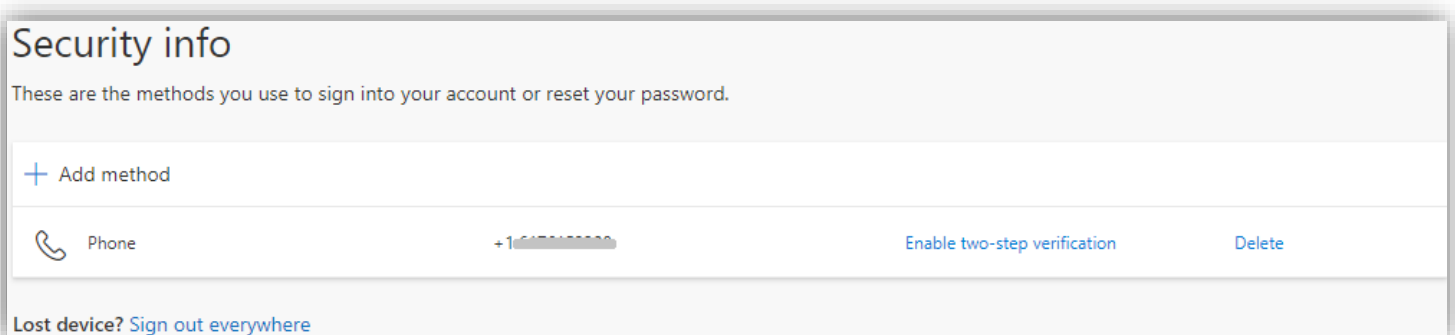 Security info
These are the methods you use to sign into your account or reset your password.
Add method
Phone +1 Enable two-step verification Delete
Lost device? Sign out everywhere